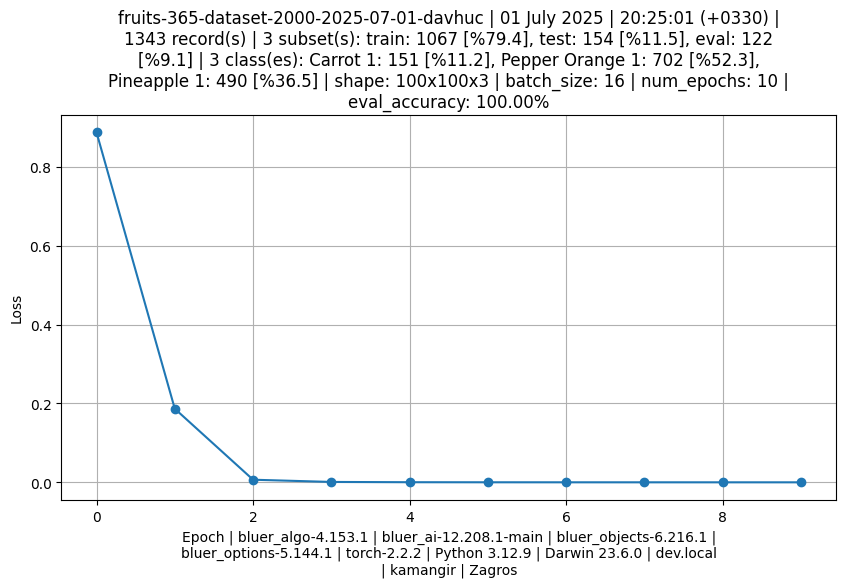 fruits-365-dataset-2000-2025-07-01-davhuc | 01 July 2025 | 20:25:01 (+0330) |
1343 record(s) | 3 subset(s): train: 1067 [%79.4], test: 154 [%11.5], eval: 122
[%9.1] | 3 class(es): Carrot 1: 151 [%11.2], Pepper Orange 1: 702 [%52.3],
Pineapple 1: 490 [%36.5] | shape: 100x100x3 | batch_size: 16 | num_epochs: 10 |
eval_accuracy: 100.00%
0.8
0.6
0.4
0.2
0.0
Loss
0 2 4 6 8
Epoch | bluer_algo-4.153.1 | bluer_ai-12.208.1-main | bluer_objects-6.216.1 |
bluer_options-5.144.1 | torch-2.2.2 | Python 3.12.9 | Darwin 23.6.0 | dev.local
| kamangir | Zagros